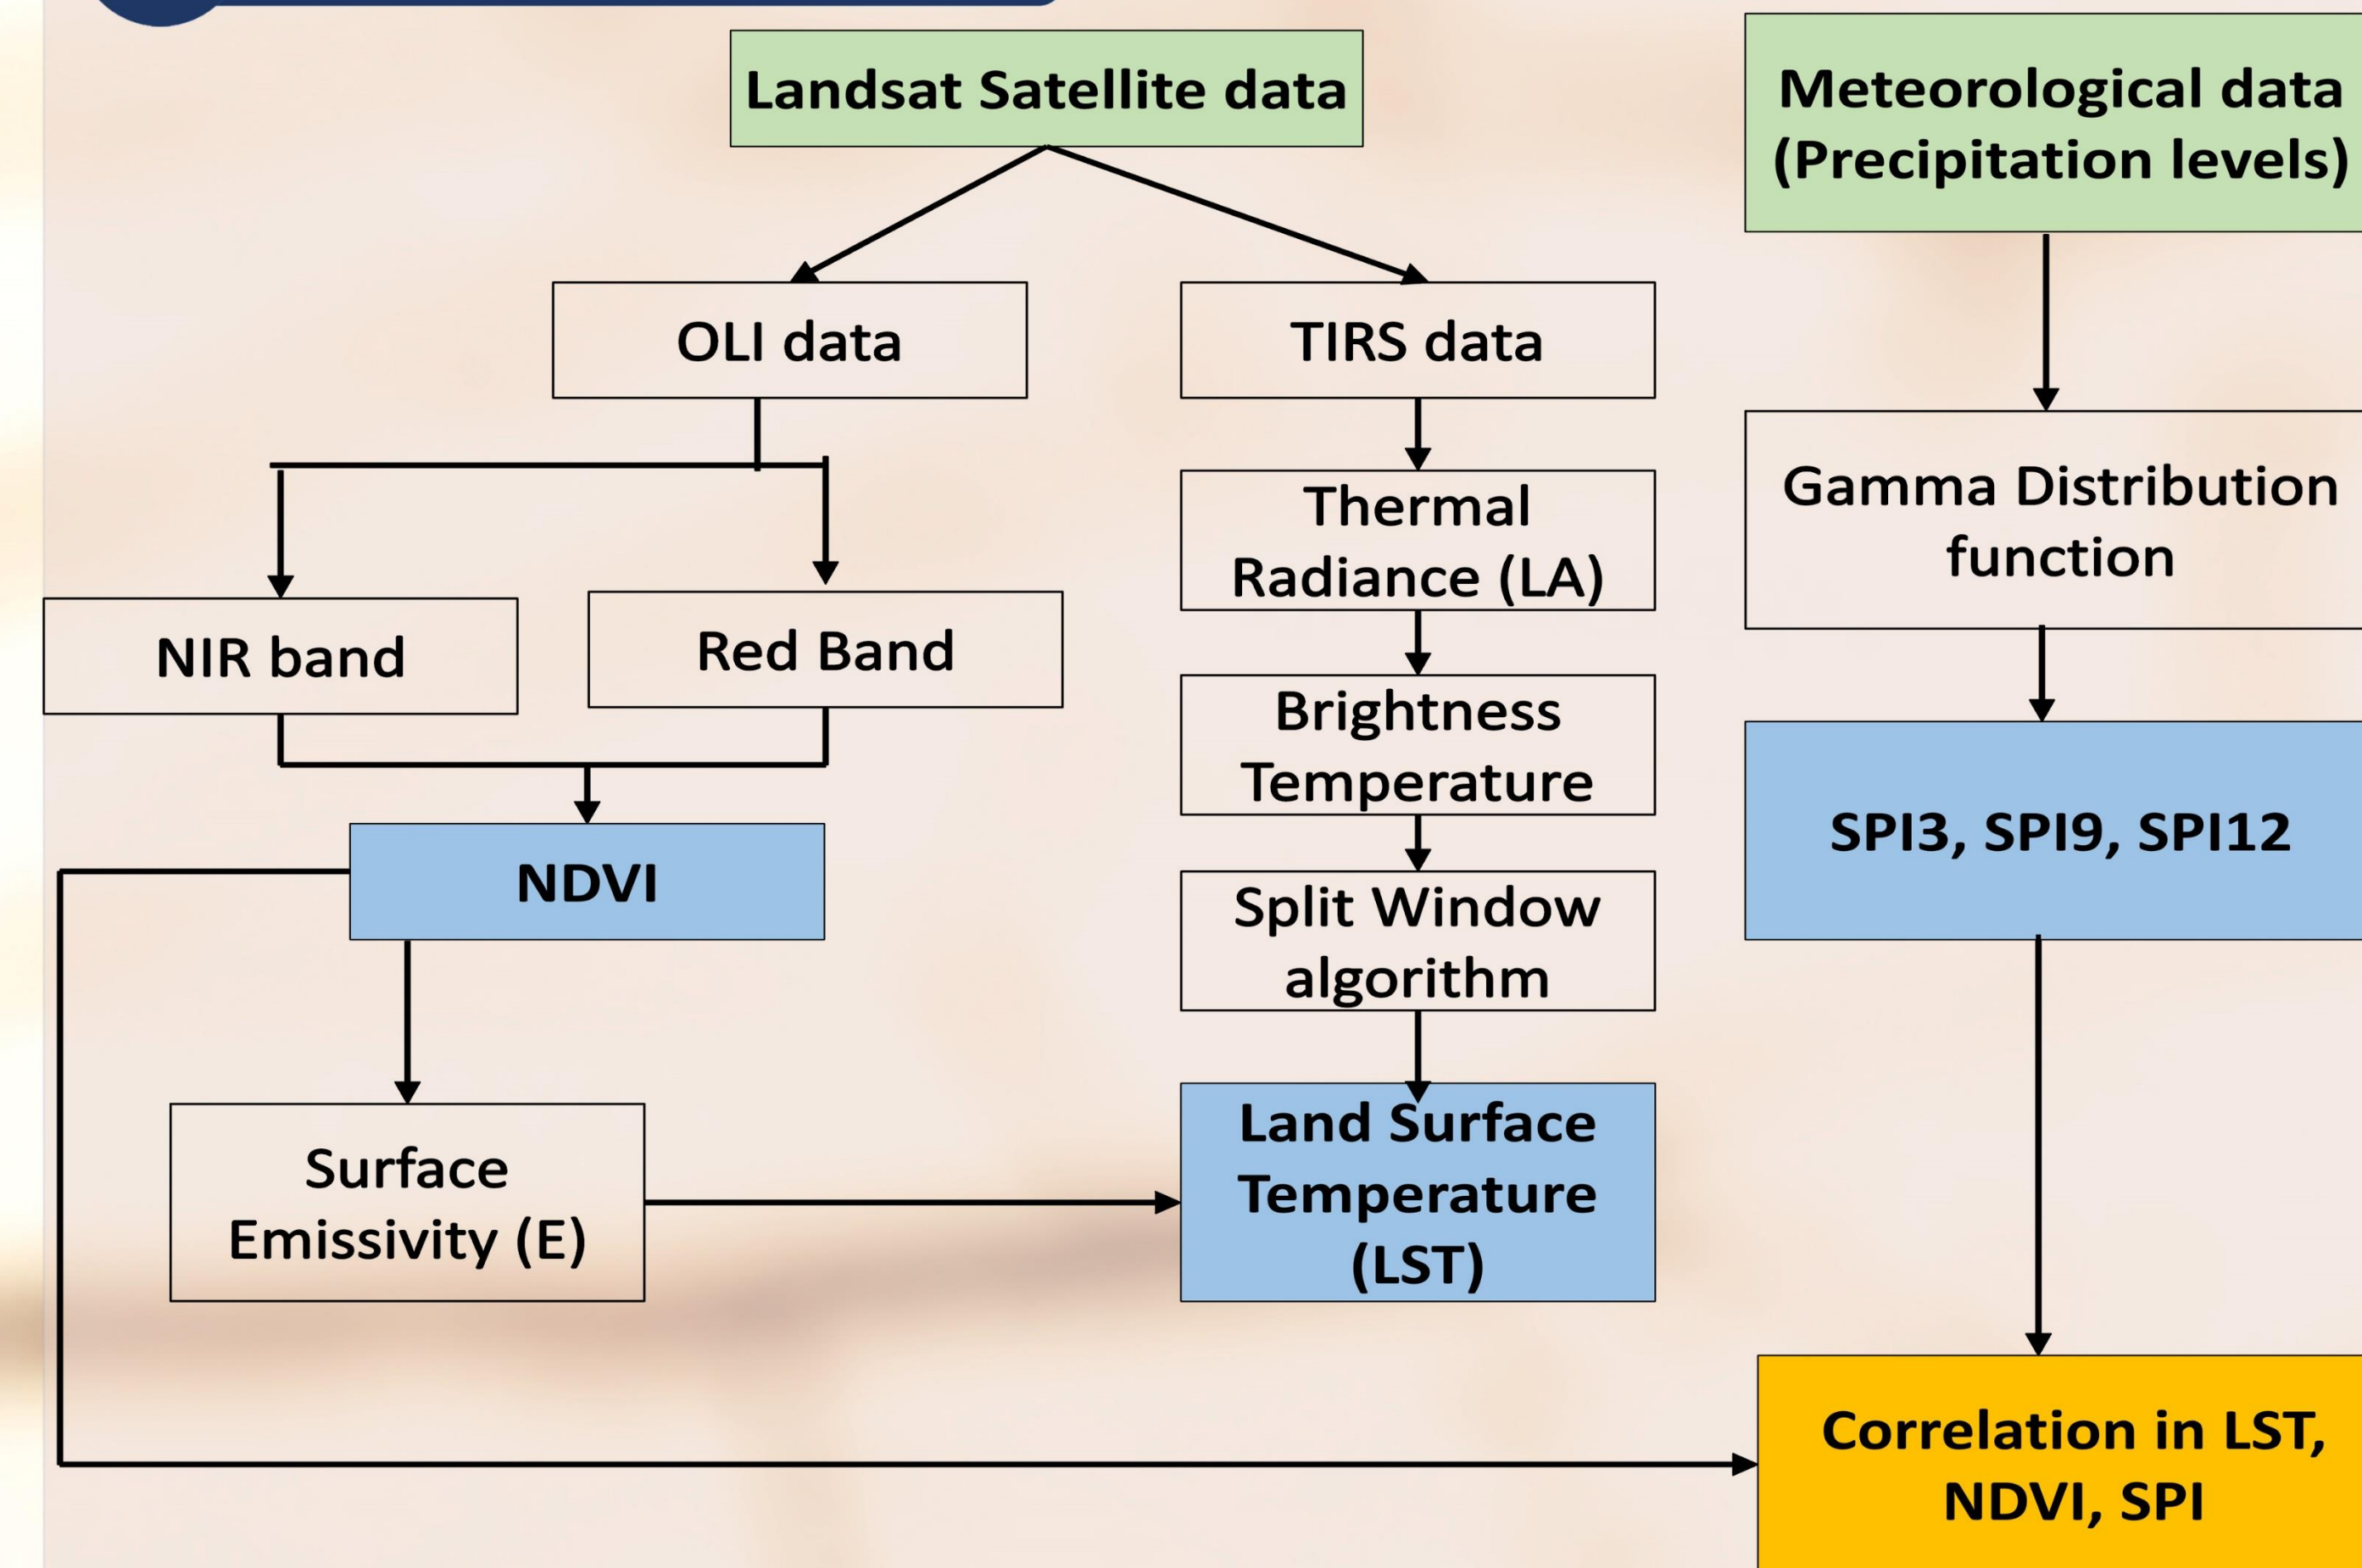 Landsat Satellite data
Meteorological data
(Precipitation levels)
OLI data
TIRS data
Thermal
Radiance (LA)
Gamma Distribution
function
NIR band
Red Band
Brightness
Temperature
SPI3, SPI9, SPI12
NDVI
Split Window
algorithm
Surface
Emissivity (E)
Land Surface
Temperature
(LST)
Correlation in LST,
NDVI, SPI